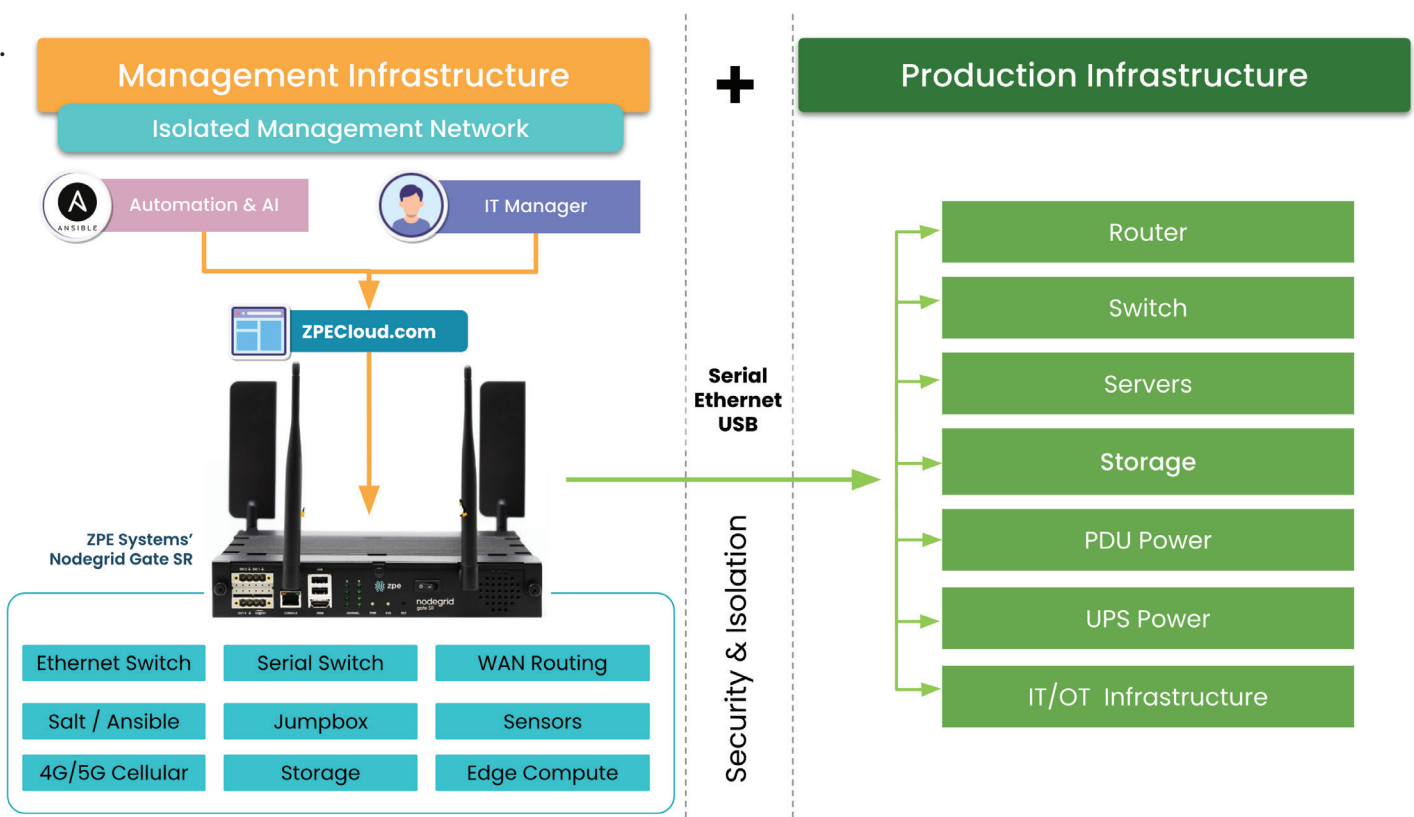 Management Infrastructure
Isolated Management Network
+
Production Infrastructure
ANSIBLE
Automation & AI
IT Manager
ZPECloud.com
ZPE Systems'
Nodegrid Gate SR
CONSOLE
zpe
nodegrid
gate SR
Ethernet Switch
Serial Switch
WAN Routing
Salt / Ansible
Jumpbox
Sensors
4G/5G Cellular
Storage
Edge Compute
Serial
Ethernet
USB
Security & Isolation
Router
Switch
Servers
Storage
PDU Power
UPS Power
IT/OT Infrastructure